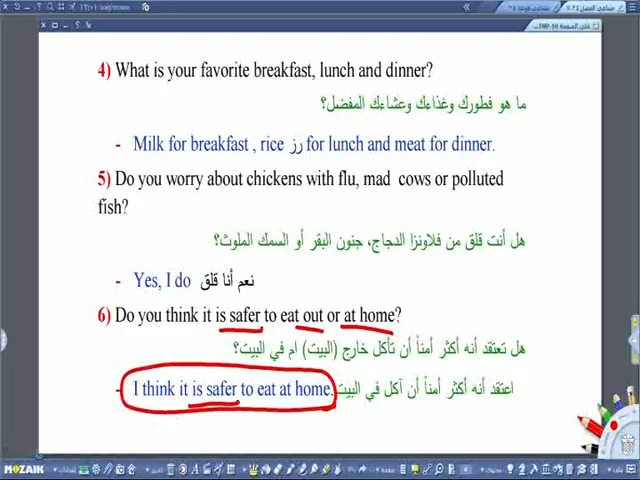 4) What is your favorite breakfast, lunch and dinner?
ما هو فطورك وغذاءك وعشاءك المفضل؟
- Milk for breakfast , rice رز for lunch and meat for dinner.
5) Do you worry about chickens with flu, mad cows or polluted
fish?
هل أنت قلق من فلاونزا الدجاج، جنون البقر أو السمك الملوث؟
- Yes, I do نعم أنا قلق
6) Do you think it is safer to eat out or at home?
هل تعتقد أنه أكثر أمناً أن تأكل خارج (البيت) ام في البيت؟
- I think it is safer to eat at home. اعتقد أنه أكثر أمناً أن آكل في البيت
MOZAIK